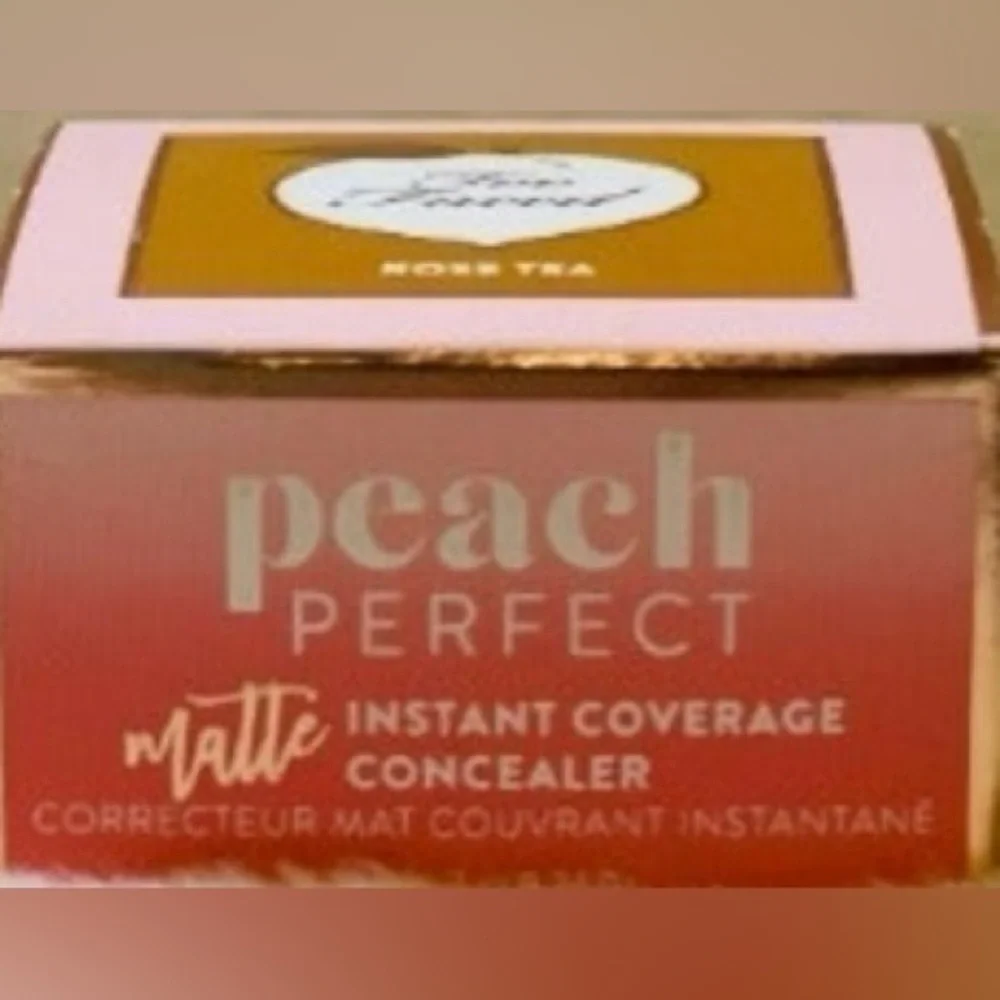 Too
Faced
ROSE TEA
peach
PERFECT
matte INSTANT COVERAGE
CONCEALER
CORRECTEUR MAT COUVRANT INSTANTANÉ